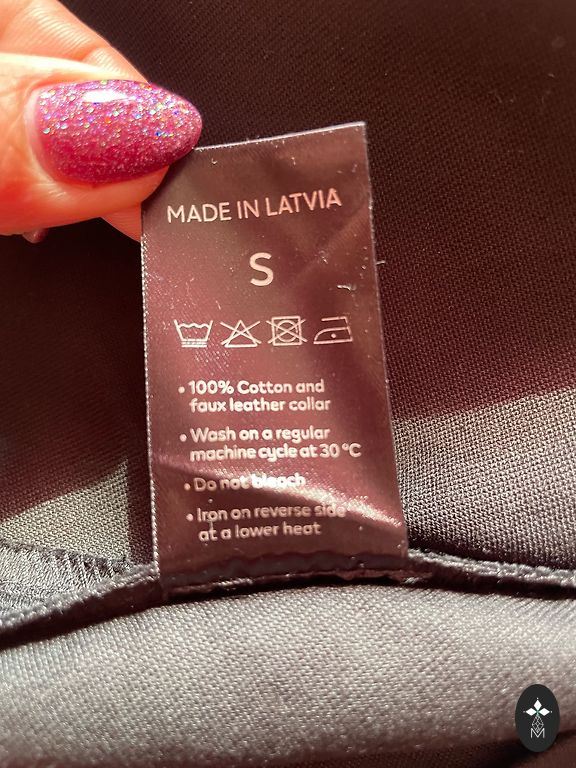 MADE IN LATVIA
S
• 100% Cotton and
faux leather collar
• Wash on a regular
machine cycle at 30 °C
• Do not bleach
• Iron on reverse side
at a lower heat
M